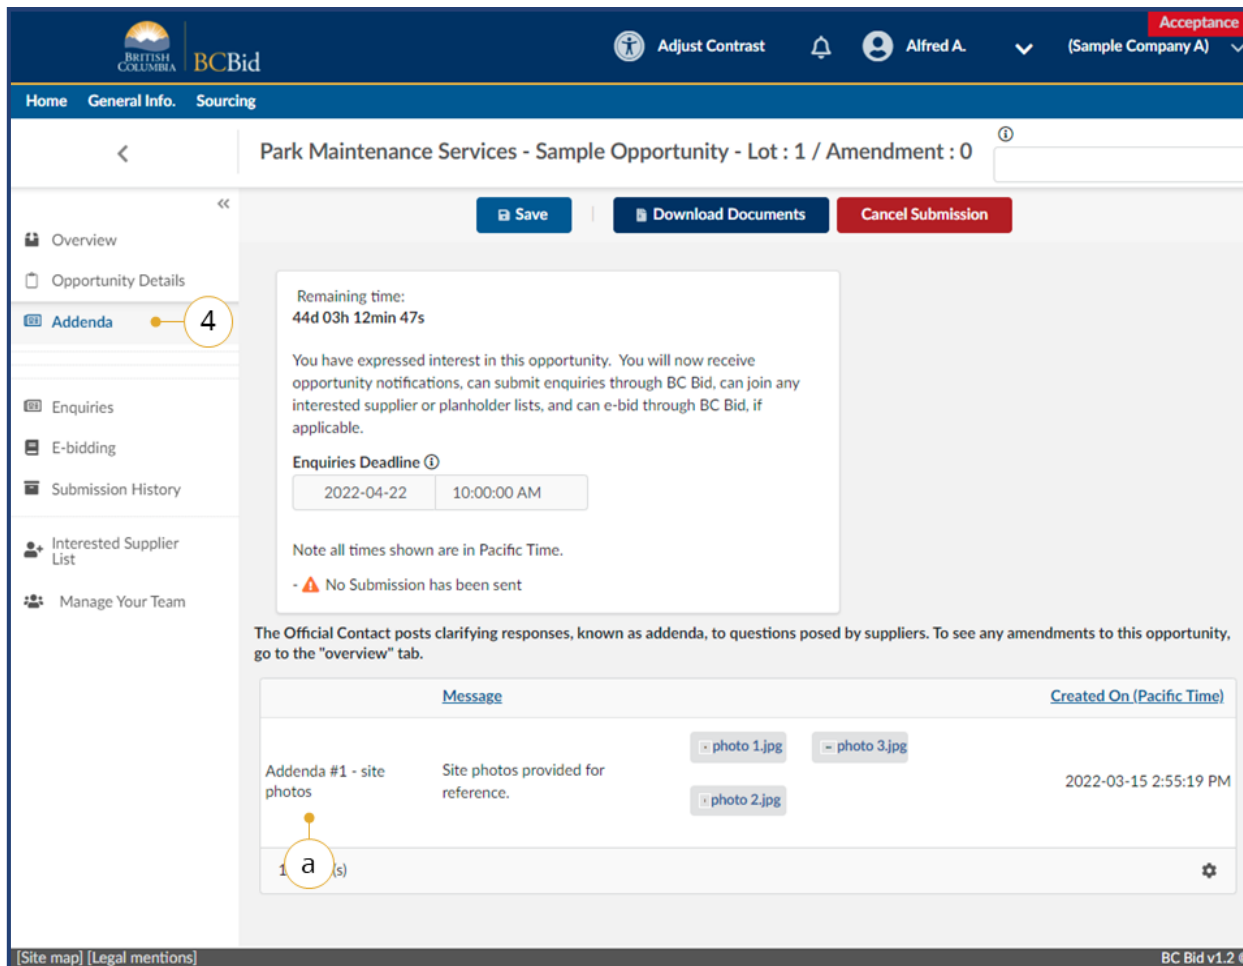 Acceptance
BRITISH
COLUMBIA
BCBid
Adjust Contrast
Alfred A.
(Sample Company A)
Home General Info. Sourcing
Park Maintenance Services - Sample Opportunity - Lot : 1 / Amendment : 0
Save
Download Documents
Cancel Submission
Overview
Opportunity Details
Addenda
4
Enquiries
E-bidding
Submission History
Interested Supplier
List
Manage Your Team
Remaining time:
44d 03h 12min 47s
You have expressed interest in this opportunity. You will now receive
opportunity notifications, can submit enquiries through BC Bid, can join any
interested supplier or planholder lists, and can e-bid through BC Bid, if
applicable.
Enquiries Deadline
2022-04-22 10:00:00 AM
Note all times shown are in Pacific Time.
- No Submission has been sent
The Official Contact posts clarifying responses, known as addenda, to questions posed by suppliers. To see any amendments to this opportunity,
go to the "overview" tab.
Message Created On (Pacific Time)
Addenda #1 - site
photos
Site photos provided for
reference.
photo 1.jpg photo 3.jpg
photo 2.jpg
2022-03-15 2:55:19 PM
a
1 (s)
[Site map] [Legal mentions]
BC Bid v1.2